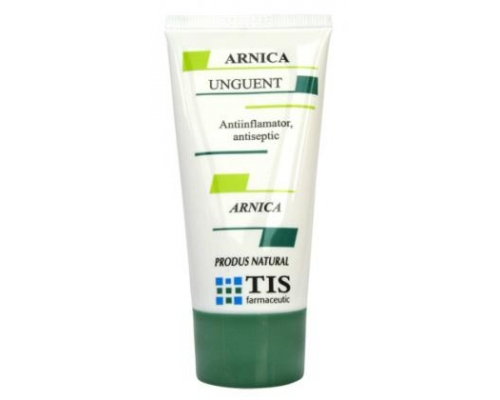 ARNICA
UNGUENT
Antiinflamator,
antiseptic
ARNICA
PRODUS NATURAL
TIS
farmaceutic